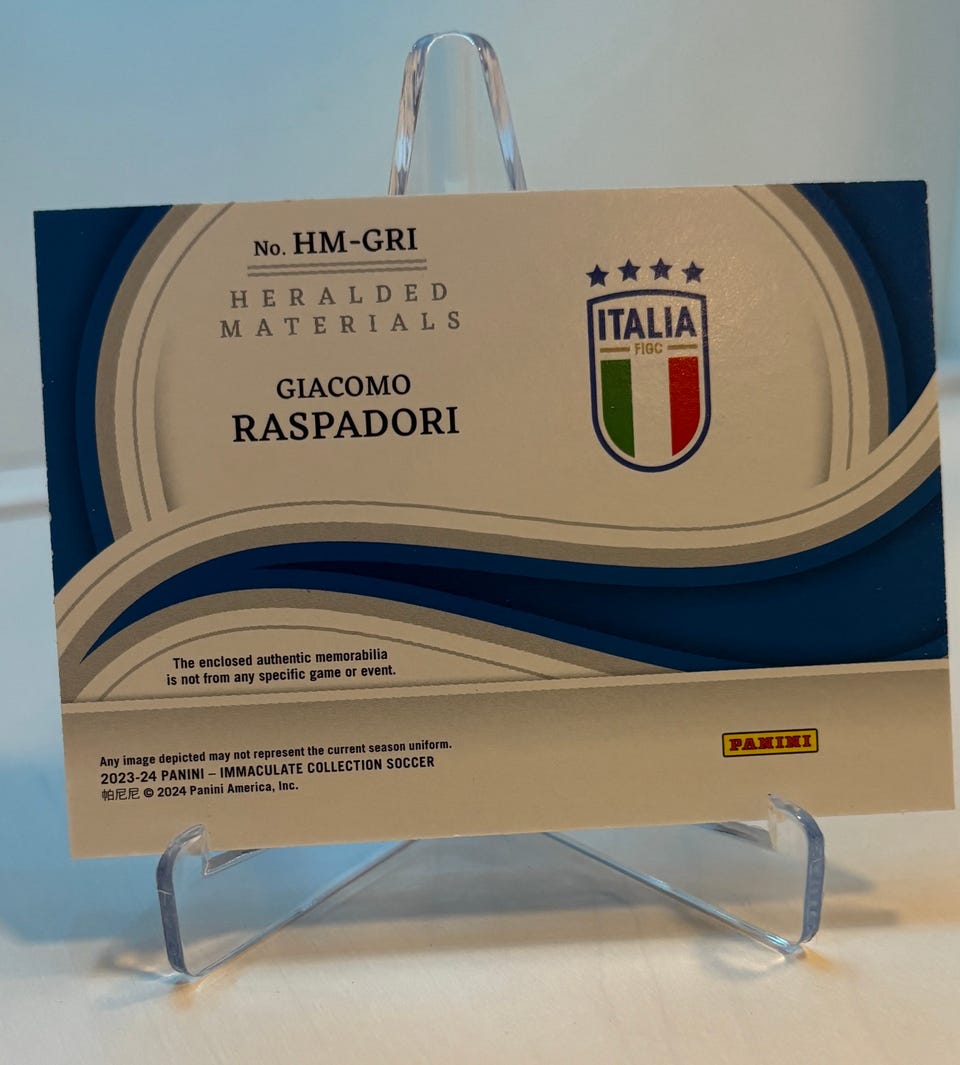 No. HM-GRI
HERALDED
MATERIALS
GIACOMO
RASPADORI
ITALIA
FIGC
The enclosed authentic memorabilia
is not from any specific game or event.
Any image depicted may not represent the current season uniform.
2023-24 PANINI – IMMACULATE COLLECTION SOCCER
帕尼尼 © 2024 Panini America, Inc.
PANINI